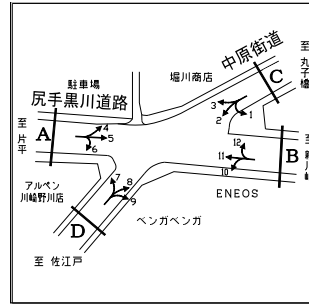 中原街道
至 丸子橋
駐車場
堀川商店
尻手黒川道路
C
3
2
1
4
5
6
至 片平
A
12
11
10
B
至 新川崎
アルペン
川崎野川店
7
8
9
ENEOS
D
ベンガベンガ
至 佐江戸